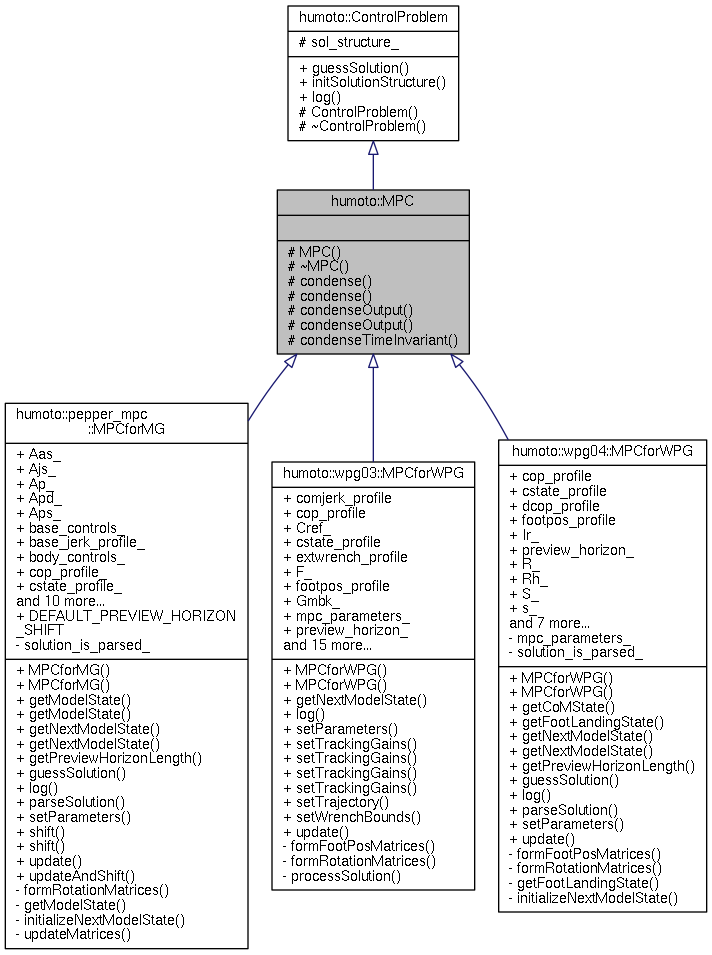 humoto::ControlProblem
# sol_structure_
+ guessSolution()
+ initSolutionStructure()
+ log()
# ControlProblem()
# ~ControlProblem()
humoto::MPC
# MPC()
# ~MPC()
# condense()
# condense()
# condenseOutput()
# condenseOutput()
# condenseTimeInvariant()
humoto::pepper_mpc
::MPCforMG
+ Aas_
+ Ajs_
+ Ap_
+ Apd_
+ Aps_
+ base_controls_
+ base_jerk_profile_
+ body_controls_
+ cop_profile_
+ cstate_profile_
and 10 more...
+ DEFAULT_PREVIEW_HORIZON
_SHIFT
- solution_is_parsed_
+ MPCforMG()
+ MPCforMG()
+ getModelState()
+ getModelState()
+ getNextModelState()
+ getNextModelState()
+ getPreviewHorizonLength()
+ guessSolution()
+ log()
+ parseSolution()
+ setParameters()
+ shift()
+ shift()
+ update()
+ updateAndShift()
- formRotationMatrices()
- getModelState()
- initializeNextModelState()
- updateMatrices()
humoto::wpg03::MPCforWPG
+ comjerk_profile
+ cop_profile
+ Cref_
+ cstate_profile
+ extwrench_profile
+ F_
+ footpos_profile
+ Gmbk_
+ mpc_parameters_
+ preview_horizon_
and 15 more...
+ MPCforWPG()
+ MPCforWPG()
+ getNextModelState()
+ log()
+ setParameters()
+ setTrackingGains()
+ setTrackingGains()
+ setTrackingGains()
+ setTrackingGains()
+ setTrajectory()
+ setWrenchBounds()
+ update()
- formFootPosMatrices()
- formRotationMatrices()
- processSolution()
humoto::wpg04::MPCforWPG
+ cop_profile
+ cstate_profile
+ dcop_profile
+ footpos_profile
+ Ir_
+ preview_horizon_
+ R_
+ Rh_
+ S_
+ s_
and 7 more...
- mpc_parameters_
- solution_is_parsed_
+ MPCforWPG()
+ MPCforWPG()
+ getCoMState()
+ getFootLandingState()
+ getNextModelState()
+ getNextModelState()
+ getPreviewHorizonLength()
+ guessSolution()
+ log()
+ parseSolution()
+ setParameters()
+ update()
- formFootPosMatrices()
- formRotationMatrices()
- getFootLandingState()
- initializeNextModelState()